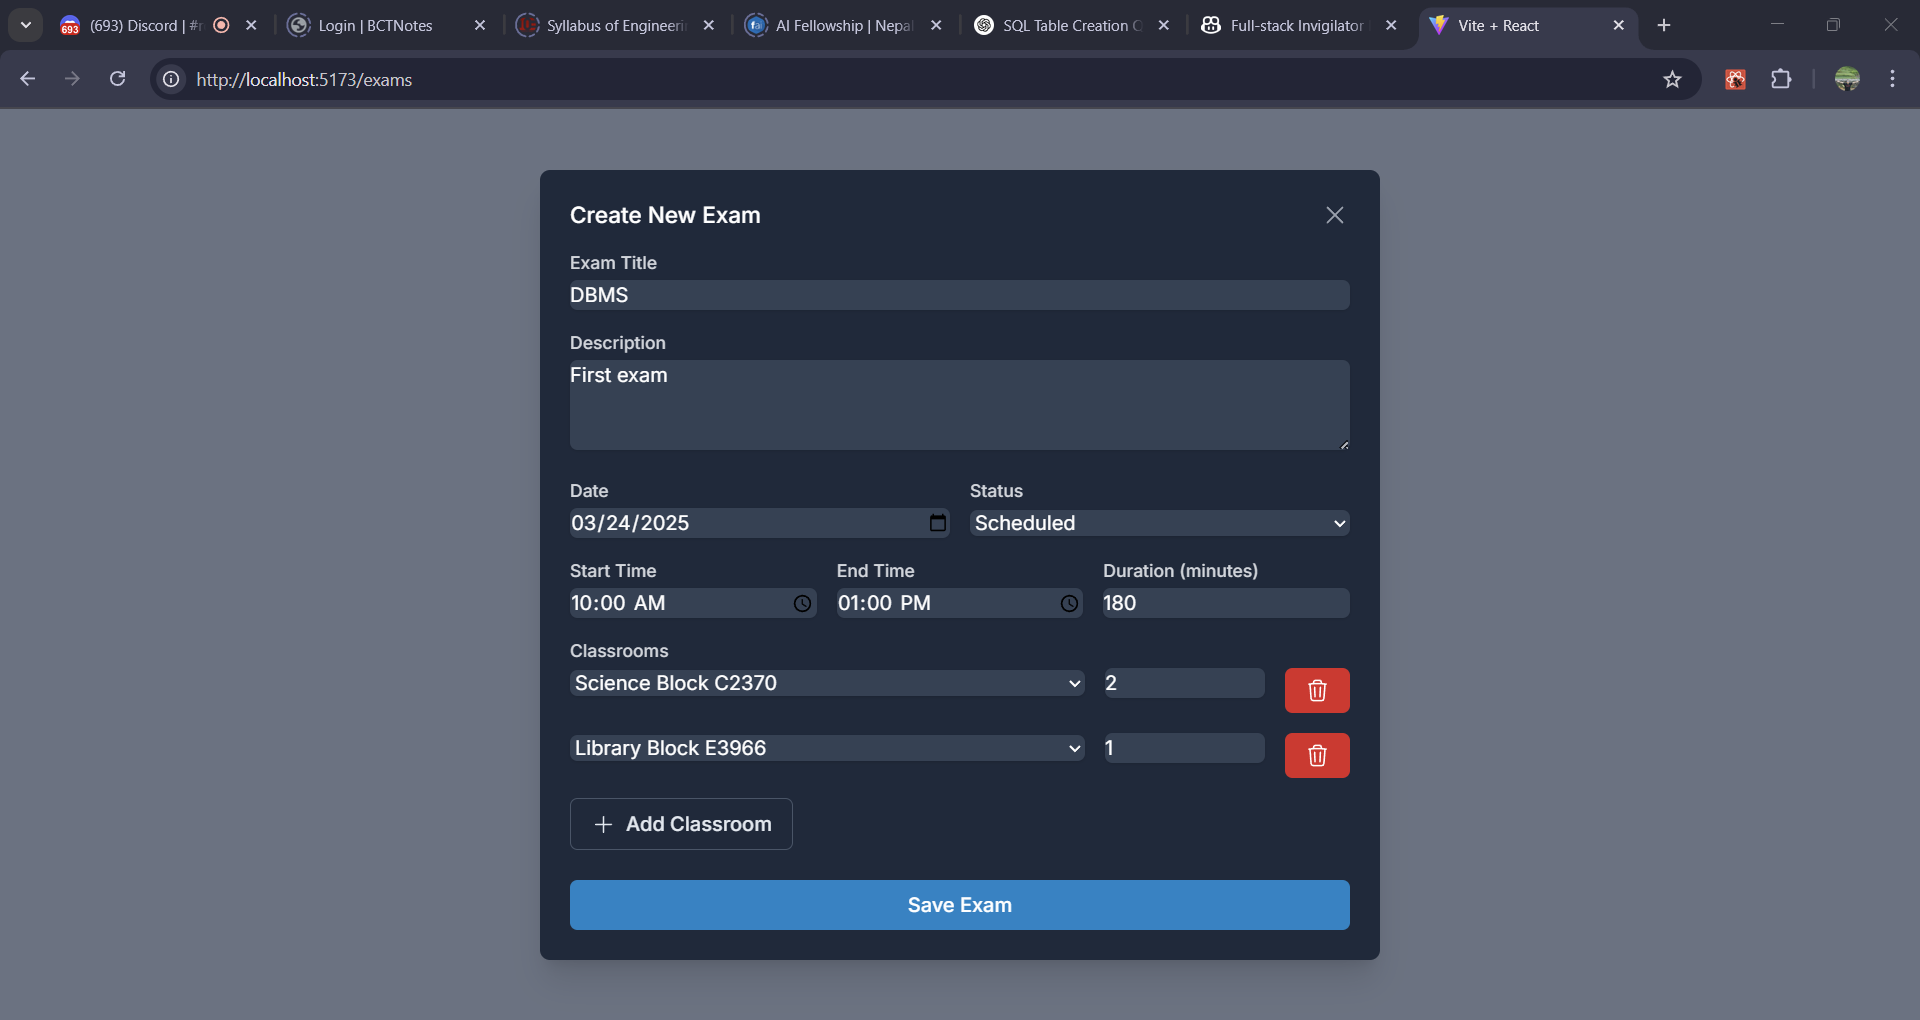 693
(693) Discord | #r
Login | BCTNotes
Syllabus of Engineeri
AI Fellowship | Nepal
SQL Table Creation Q
Full-stack Invigilator
Vite + React
http://localhost:5173/exams
Create New Exam
Exam Title
DBMS
Description
First exam
Date
Status
03/24/2025
Scheduled
Start Time
End Time
Duration (minutes)
10:00 AM
01:00 PM
180
Classrooms
Science Block C2370
2
Library Block E3966
1
Add Classroom
Save Exam